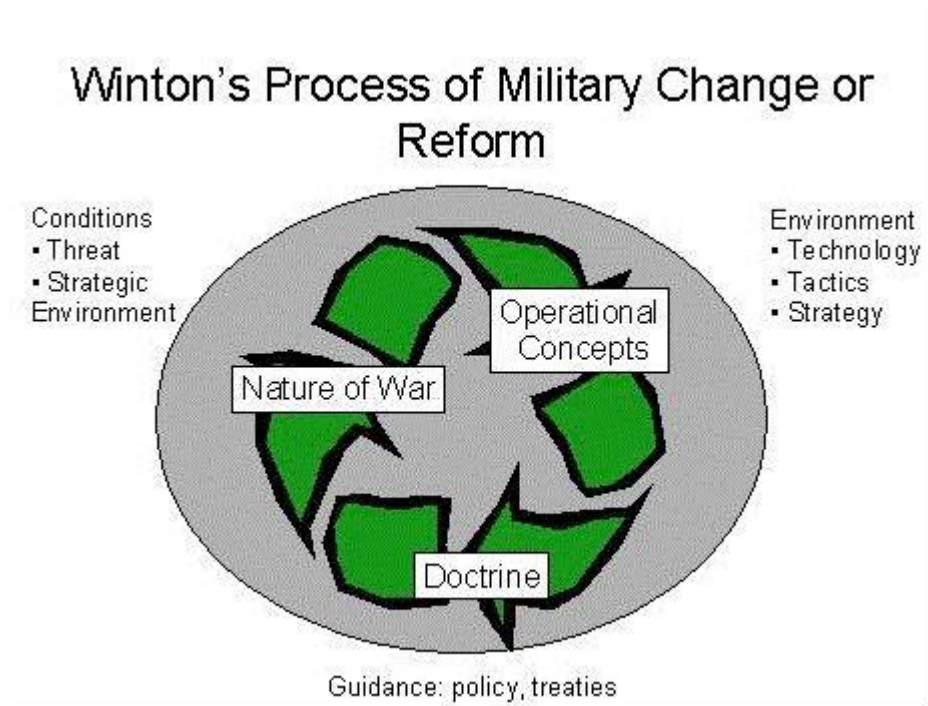 Winton's Process of Military Change or
Reform
Conditions
▪ Threat
▪ Strategic
Environment
Environment
▪ Technology
▪ Tactics
▪ Strategy
Operational
Concepts
Nature of War
Doctrine
Guidance: policy, treaties